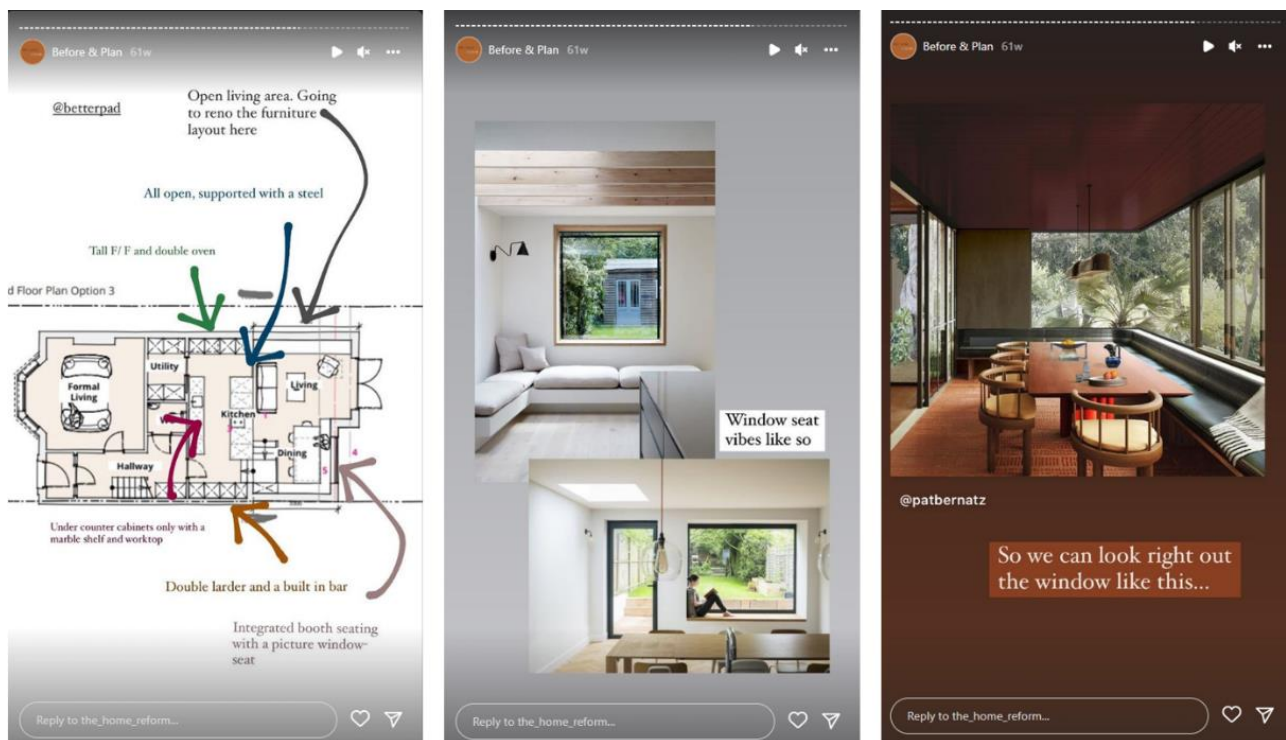 Before & Plan 61w
@betterpad
Open living area. Going
to reno the furniture
layout here
All open, supported with a steel
Tall F/ F and double oven
d Floor Plan Option 3
Utility
Formal
Living
W
Kitchen
Living
Dining
Hallway
3
4
5
Under counter cabinets only with a
marble shelf and worktop
Double larder and a built in bar
Integrated booth seating
with a picture window-
seat
Reply to the_home_reform...
Before & Plan 61w
Window seat
vibes like so
Reply to the_home_reform...
Before & Plan 61w
@patbernatz
So we can look right out
the window like this...
Reply to the_home_reform...